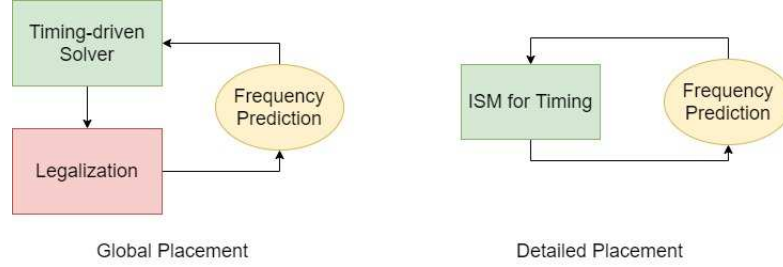 Timing-driven
Solver
Frequency
Prediction
Legalization
Global Placement
ISM for Timing
Frequency
Prediction
Detailed Placement